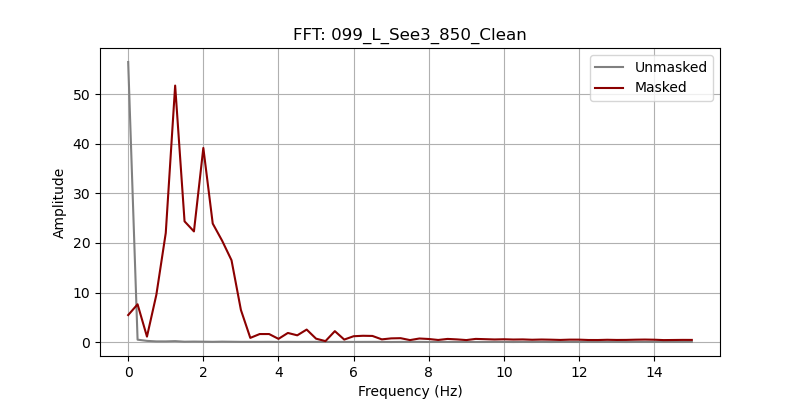 FFT: 099_L_See3_850_Clean
Unmasked
Masked
Amplitude
50
40
30
20
10
0
0 2 4 6 8 10 12 14
Frequency (Hz)